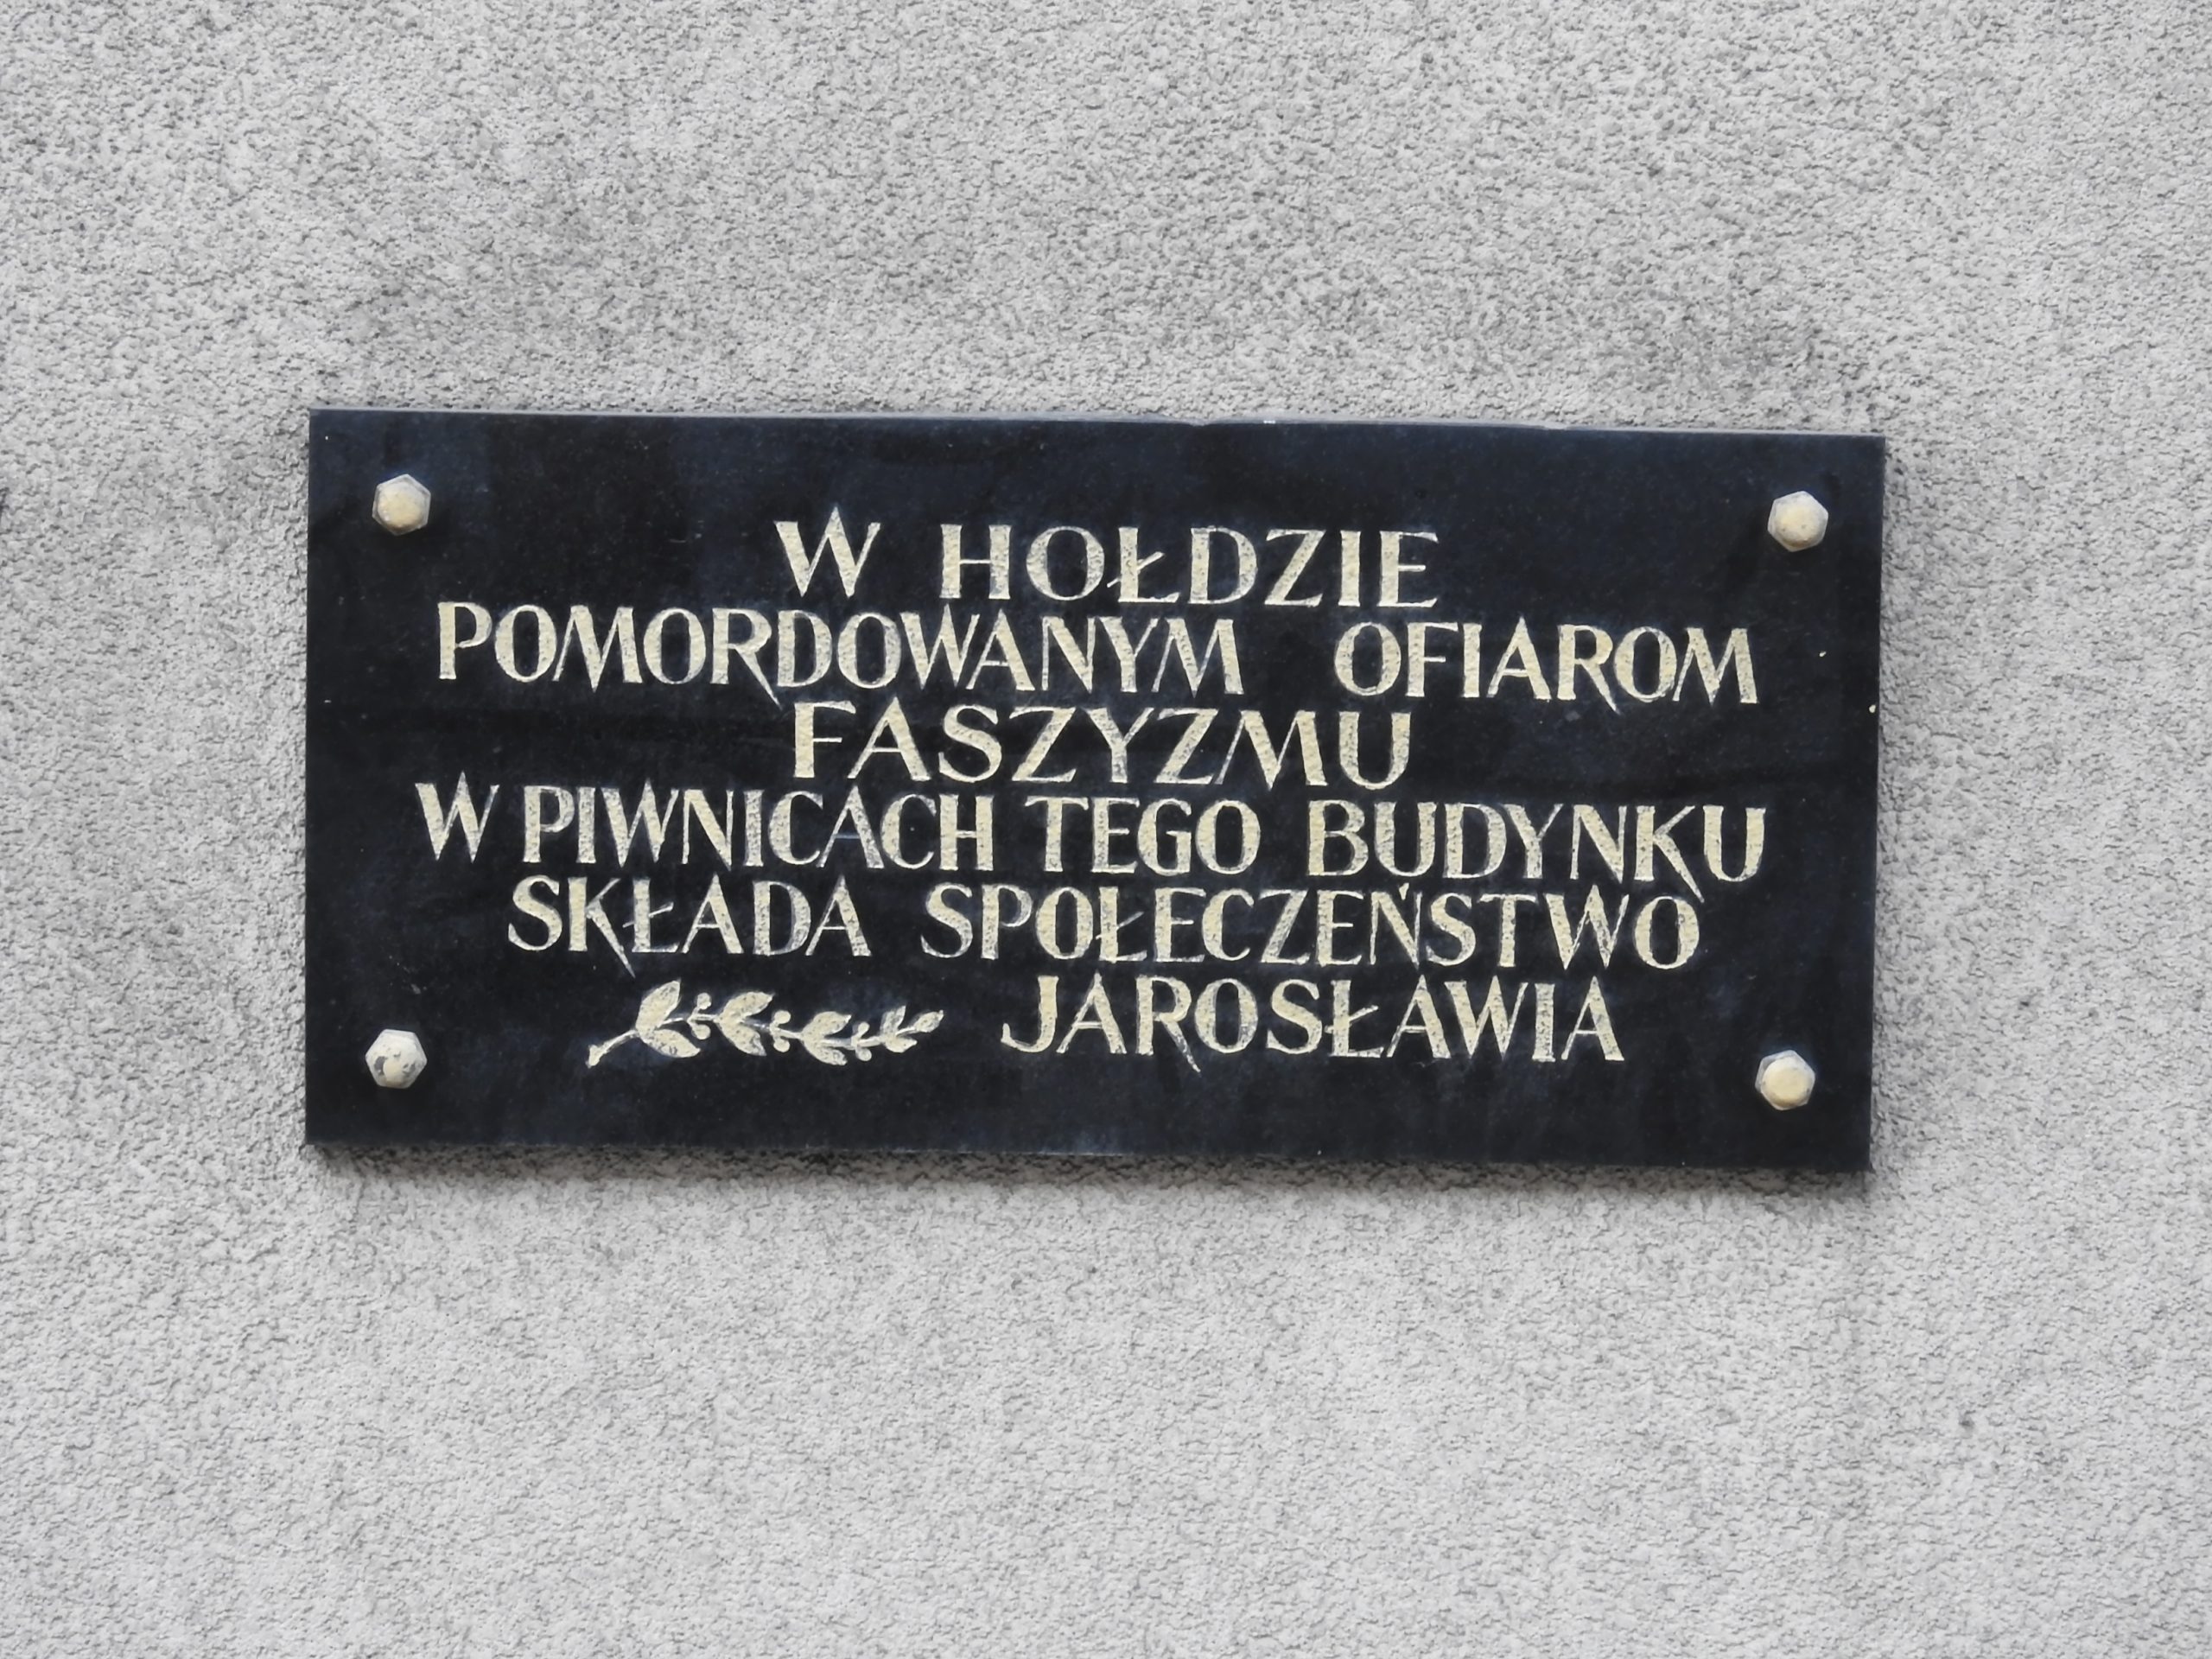 W HOŁDZIE
POMORDOWANYM OFIAROM
FASZYZMU
W PIWNICACH TEGO BUDYNKU
SKŁADA SPOŁECZEŃSTWO
JAROSŁAWIA